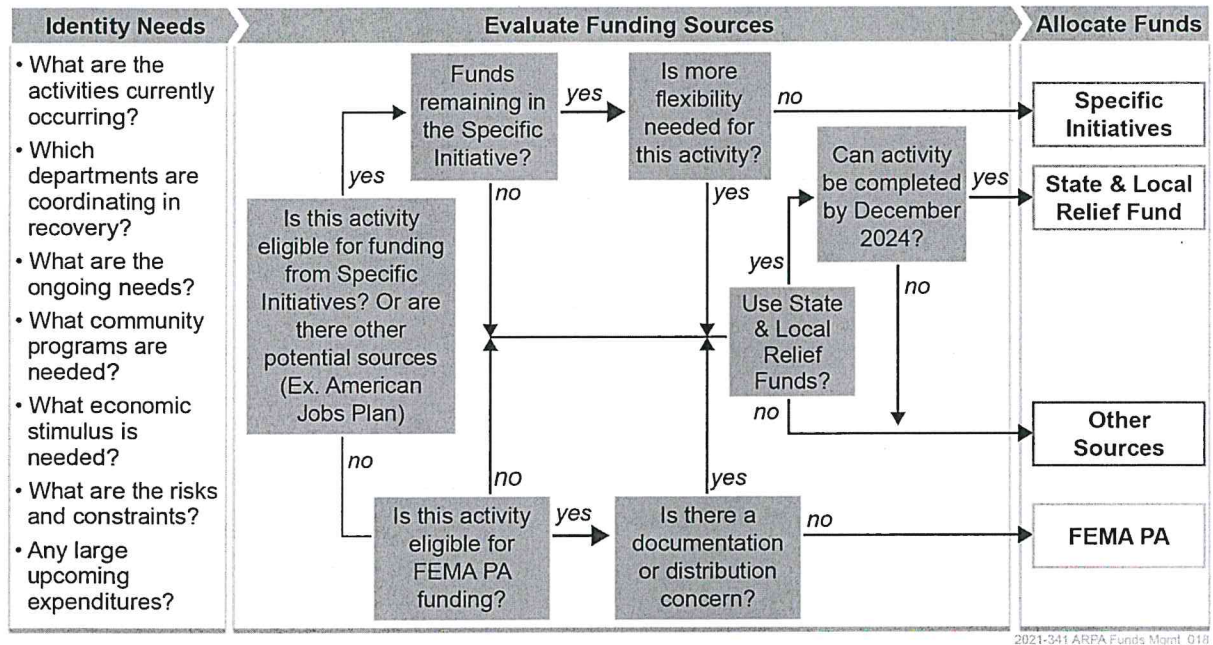 Identity Needs
Evaluate Funding Sources
Allocate Funds
• What are the
activities currently
occurring?
• Which
departments are
coordinating in
recovery?
• What are the
ongoing needs?
• What community
programs are
needed?
• What economic
stimulus is
needed?
• What are the risks
and constraints?
• Any large
upcoming
expenditures?
Funds
remaining in
the Specific
Initiative?
yes
Is more
flexibility
needed for
this activity?
no
Specific
Initiatives
yes
no
yes
Can activity
be completed
by December
2024?
yes
State & Local
Relief Fund
Is this activity
eligible for funding
from Specific
Initiatives? Or are
there other
potential sources
(Ex. American
Jobs Plan)
yes
no
Use State
& Local
Relief
Funds?
no
Other
Sources
no
no
yes
Is this activity
eligible for
FEMA PA
funding?
yes
Is there a
documentation
or distribution
concern?
no
FEMA PA
2021-341 ARPA Funds Mgmt 018